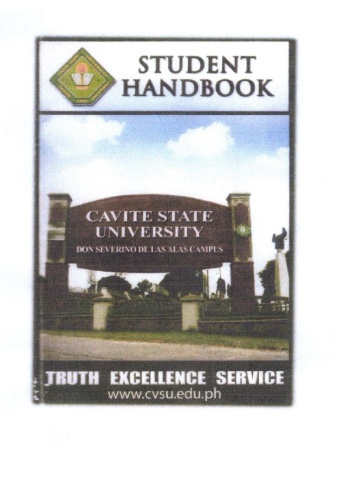 STUDENT
HANDBOOK
CAVITE STATE
UNIVERSITY
DON SEVERINO DE LAS ALAS CAMPUS
TRUTH EXCELLENCE SERVICE
www.cvsu.edu.ph